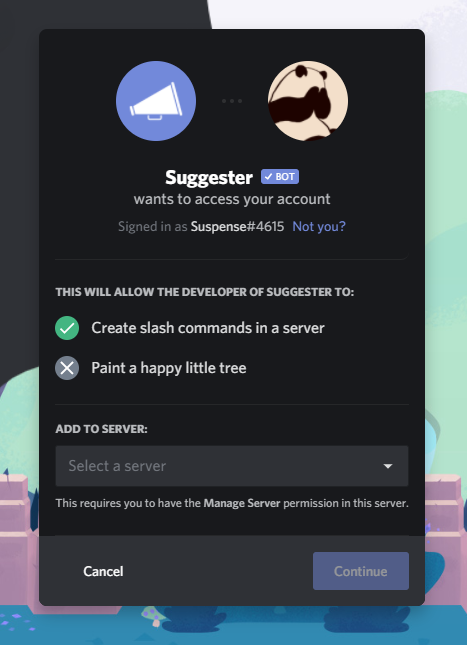 Suggester ✓ BOT
wants to access your account
Signed in as Suspense#4615 Not you?
THIS WILL ALLOW THE DEVELOPER OF SUGGESTER TO:
Create slash commands in a server
Paint a happy little tree
ADD TO SERVER:
Select a server
This requires you to have the Manage Server permission in this server.
Cancel
Continue